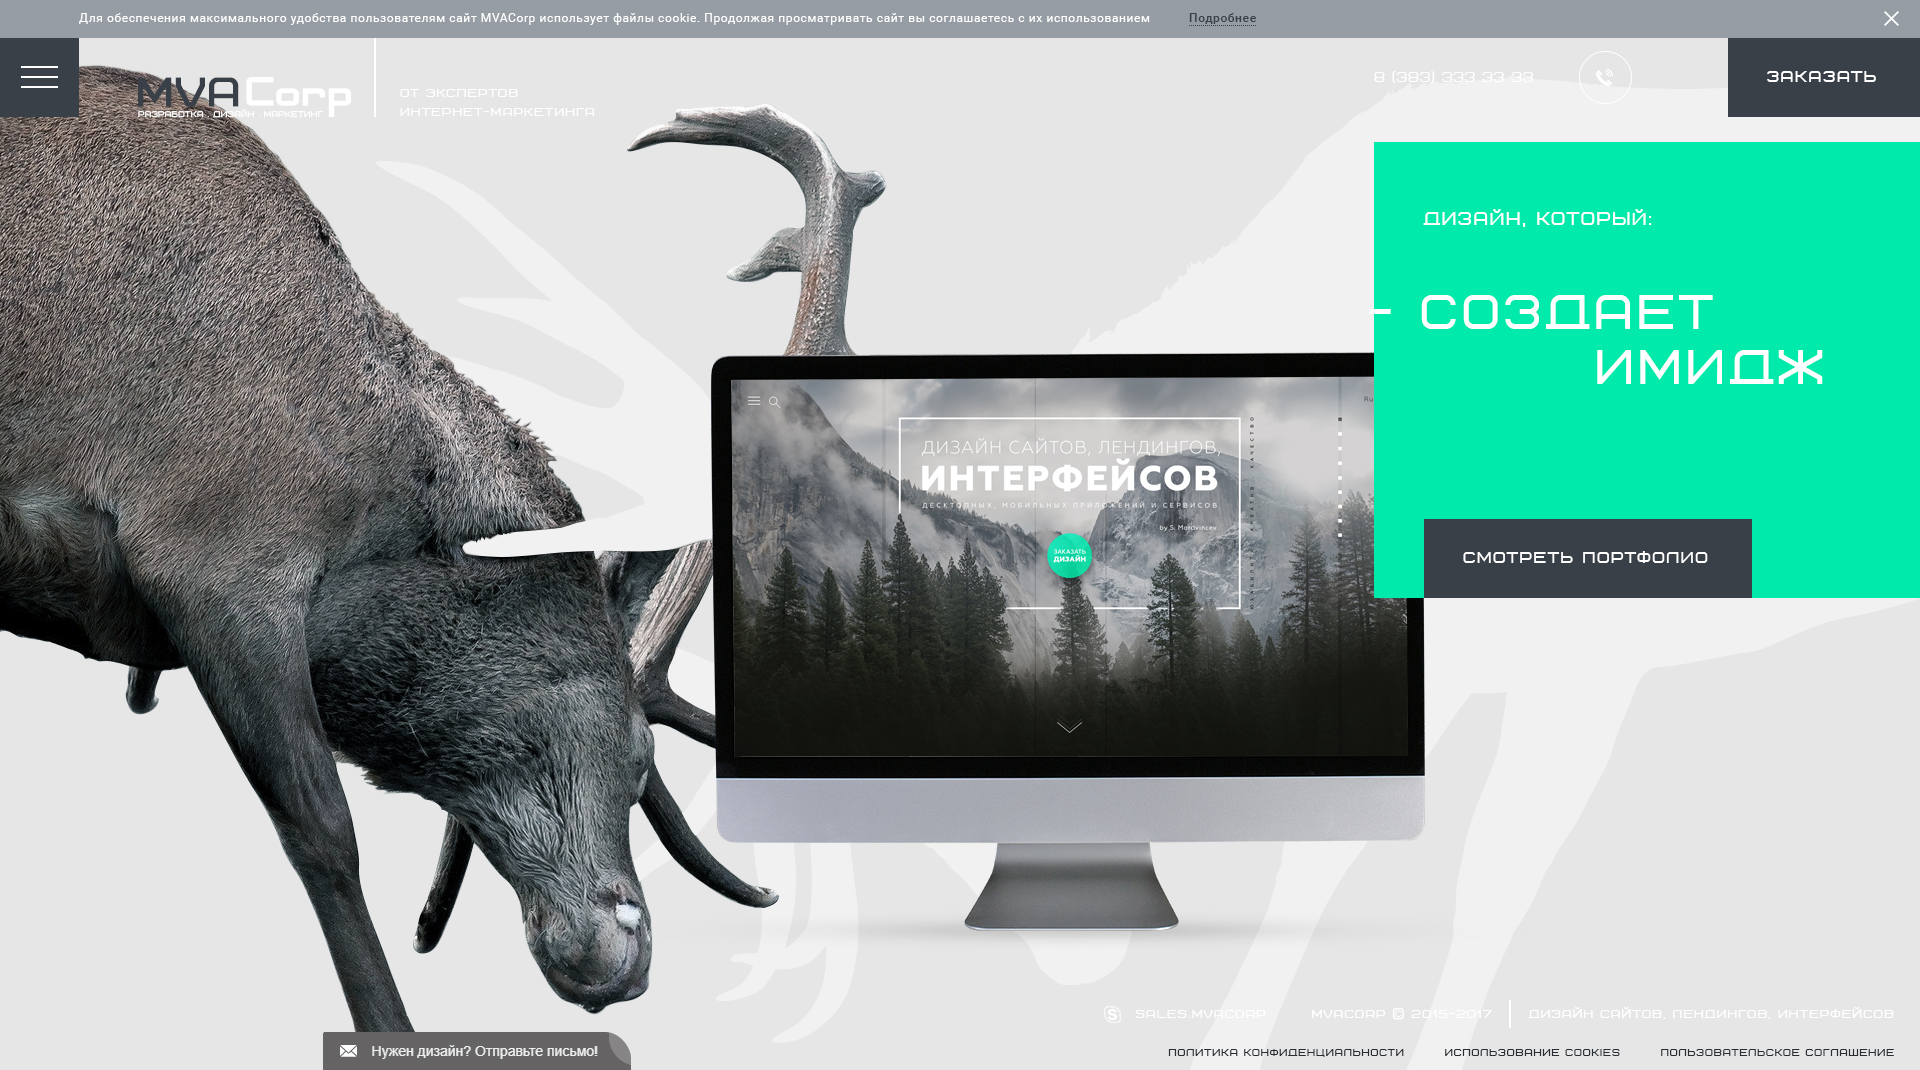 Для обеспечения максимального удобства пользователям сайт MVACorp использует файлы cookie. Продолжая просматривать сайт вы соглашаетесь с их использованием Подробнее
MVACorp
РАЗРАБОТКА . ДИЗАЙН . МАРКЕТИНГ
ОТ ЭКСПЕРТОВ
ИНТЕРНЕТ-МАРКЕТИНГА
8 (383) 333 33 33
ЗАКАЗАТЬ
ДИЗАЙН, КОТОРЫЙ:
- СОЗДАЕТ
ИМИДЖ
СМОТРЕТЬ ПОРТФОЛИО
Ru
ДИЗАЙН САЙТОВ, ЛЕНДИНГОВ,
ИНТЕРФЕЙСОВ
ДЕСКТОПНЫХ, МОБИЛЬНЫХ ПРИЛОЖЕНИЙ И СЕРВИСОВ
by S. Mordvincev
ЗАКАЗАТЬ
ДИЗАЙН
КАЧЕСТВО
SALES.MVACORP
MVACORP © 2015-2017
ДИЗАЙН САЙТОВ, ЛЕНДИНГОВ, ИНТЕРФЕЙСОВ
Нужен дизайн? Отправьте письмо!
ПОЛИТИКА КОНФИДЕНЦИАЛЬНОСТИ
ИСПОЛЬЗОВАНИЕ COOKIES
ПОЛЬЗОВАТЕЛЬСКОЕ СОГЛАШЕНИЕ